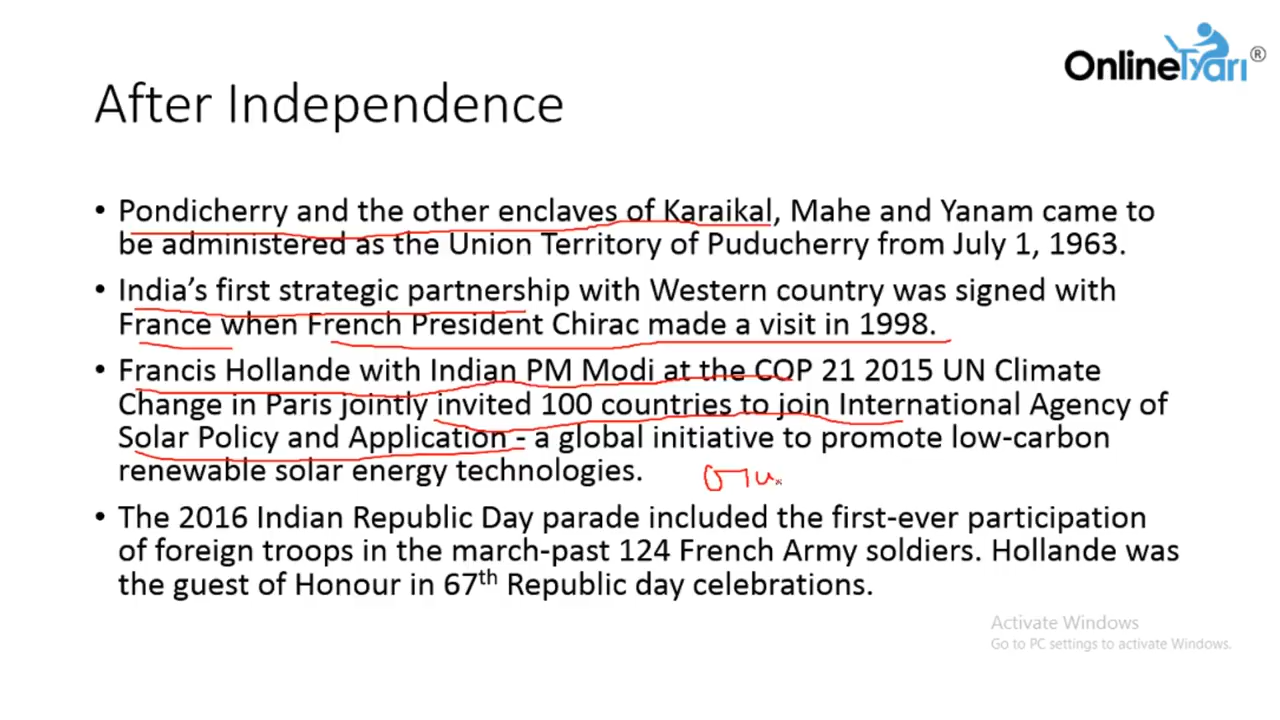 OnlineTyari®
After Independence
• Pondicherry and the other enclaves of Karaikal, Mahe and Yanam came to
be administered as the Union Territory of Puducherry from July 1, 1963.
• India's first strategic partnership with Western country was signed with
France when French President Chirac made a visit in 1998.
• Francis Hollande with Indian PM Modi at the COP 21 2015 UN Climate
Change in Paris jointly invited 100 countries to join International Agency of
Solar Policy and Application - a global initiative to promote low-carbon
renewable solar energy technologies.
• The 2016 Indian Republic Day parade included the first-ever participation
of foreign troops in the march-past 124 French Army soldiers. Hollande was
the guest of Honour in 67th Republic day celebrations.
Activate Windows
Go to PC settings to activate Windows.